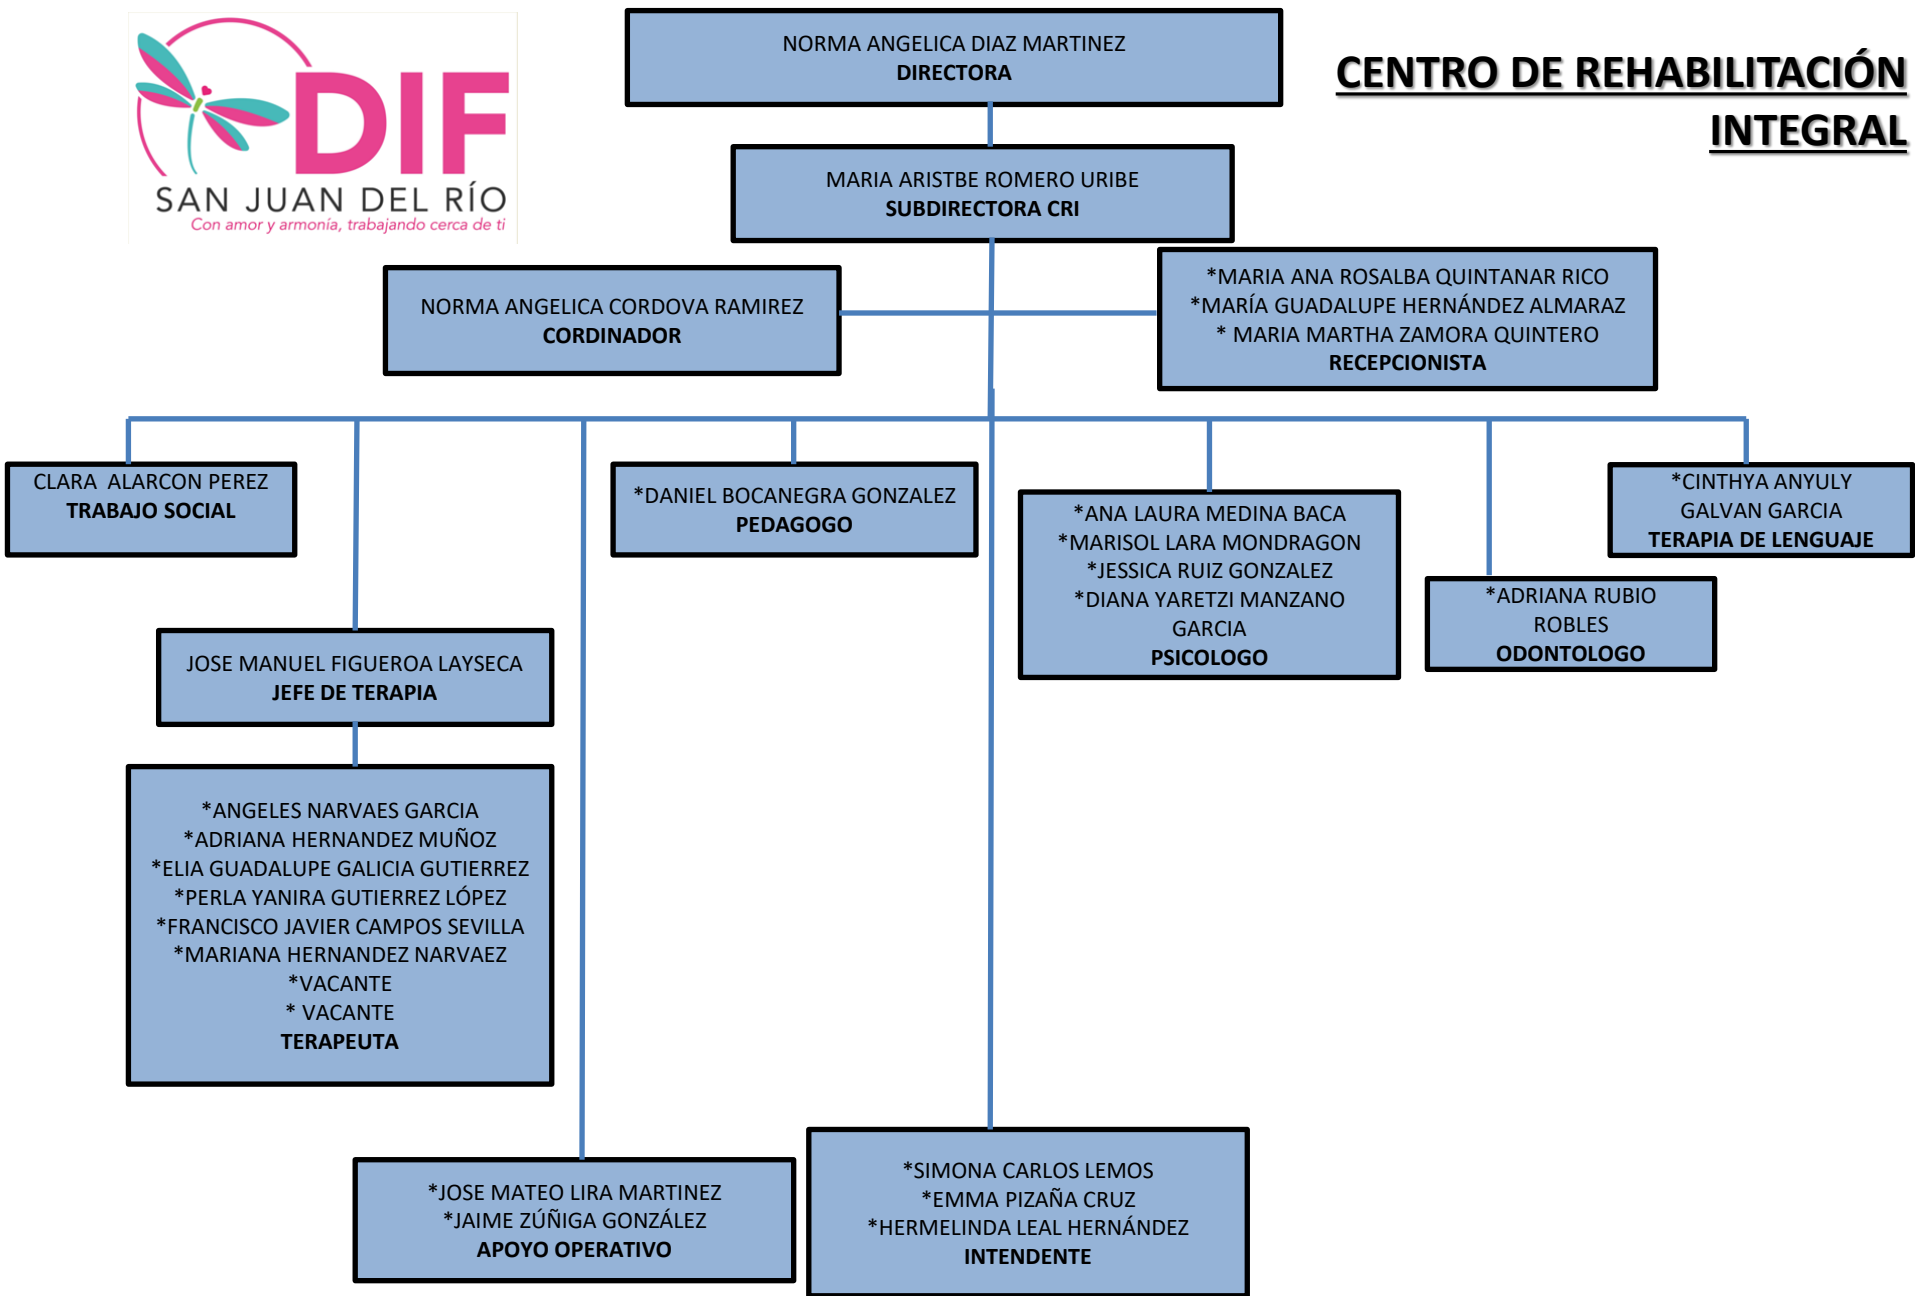 DIF
SAN JUAN DEL RÍO
Con amor y armonía, trabajando cerca de ti
NORMA ANGELICA DIAZ MARTINEZ
DIRECTORA
CENTRO DE REHABILITACIÓN
INTEGRAL
MARIA ARISTBE ROMERO URIBE
SUBDIRECTORA CRI
NORMA ANGELICA CORDOVA RAMIREZ
CORDINADOR
*MARIA ANA ROSALBA QUINTANAR RICO
*MARÍA GUADALUPE HERNÁNDEZ ALMARAZ
* MARIA MARTHA ZAMORA QUINTERO
RECEPCIONISTA
CLARA  ALARCON PEREZ
TRABAJO SOCIAL
*DANIEL BOCANEGRA GONZALEZ
PEDAGOGO
*ANA LAURA MEDINA BACA
*MARISOL LARA MONDRAGON
*JESSICA RUIZ GONZALEZ
*DIANA YARETZI MANZANO
GARCIA
PSICOLOGO
*ADRIANA RUBIO
ROBLES
ODONTOLOGO
*CINTHYA ANYULY
GALVAN GARCIA
TERAPIA DE LENGUAJE
JOSE MANUEL FIGUEROA LAYSECA
JEFE DE TERAPIA
*ANGELES NARVAES GARCIA
*ADRIANA HERNANDEZ MUÑOZ
*ELIA GUADALUPE GALICIA GUTIERREZ
*PERLA YANIRA GUTIERREZ LÓPEZ
*FRANCISCO JAVIER CAMPOS SEVILLA
*MARIANA HERNANDEZ NARVAEZ
*VACANTE
* VACANTE
TERAPEUTA
*JOSE MATEO LIRA MARTINEZ
*JAIME ZÚÑIGA GONZÁLEZ
APOYO OPERATIVO
*SIMONA CARLOS LEMOS
*EMMA PIZAÑA CRUZ
*HERMELINDA LEAL HERNÁNDEZ
INTENDENTE